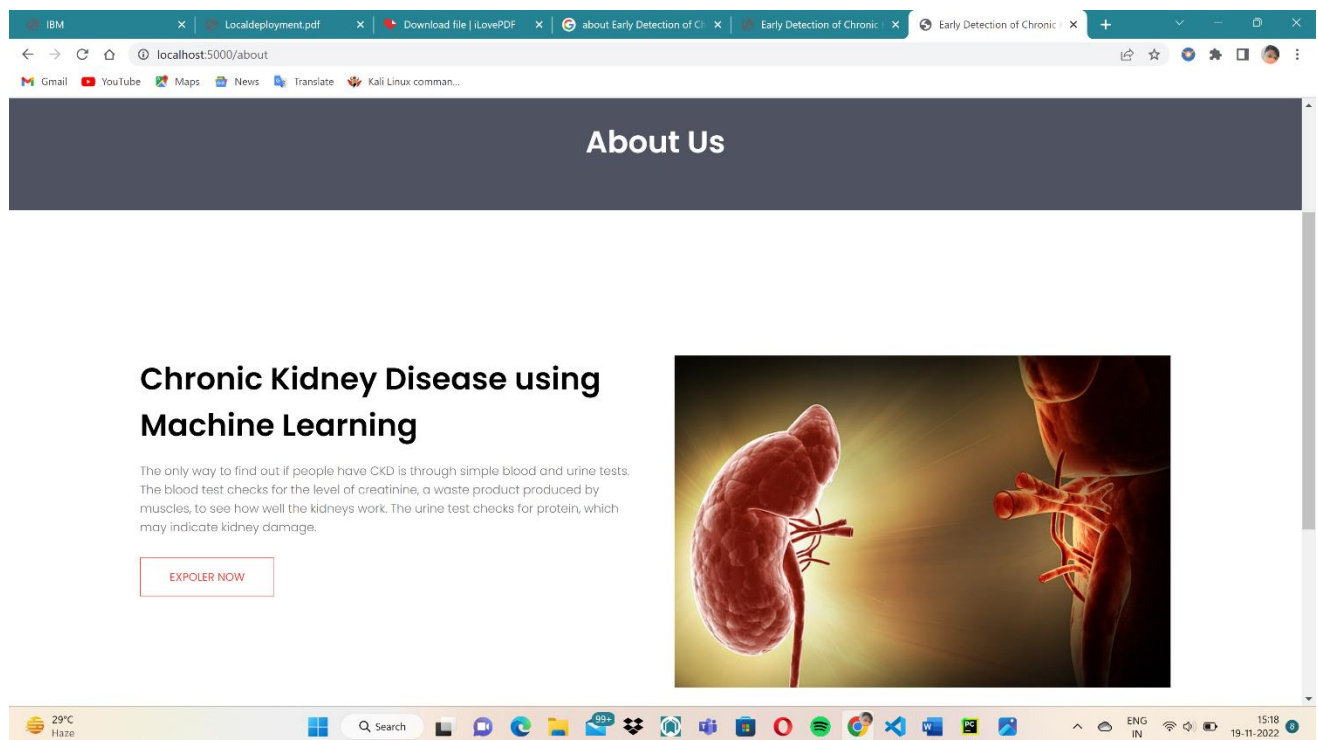 IBM
Localdeployment.pdf
Download file | iLovePDF
about Early Detection of Ch
Early Detection of Chronic
Early Detection of Chronic
localhost:5000/about
Gmail
YouTube
Maps
News
Translate
Kali Linux comman...
About Us
Chronic Kidney Disease using
Machine Learning
The only way to find out if people have CKD is through simple blood and urine tests.
The blood test checks for the level of creatinine, a waste product produced by
muscles, to see how well the kidneys work. The urine test checks for protein, which
may indicate kidney damage.
EXPOLER NOW
29°C
Haze
Search
99+
ENG
IN
15:18
19-11-2022
8